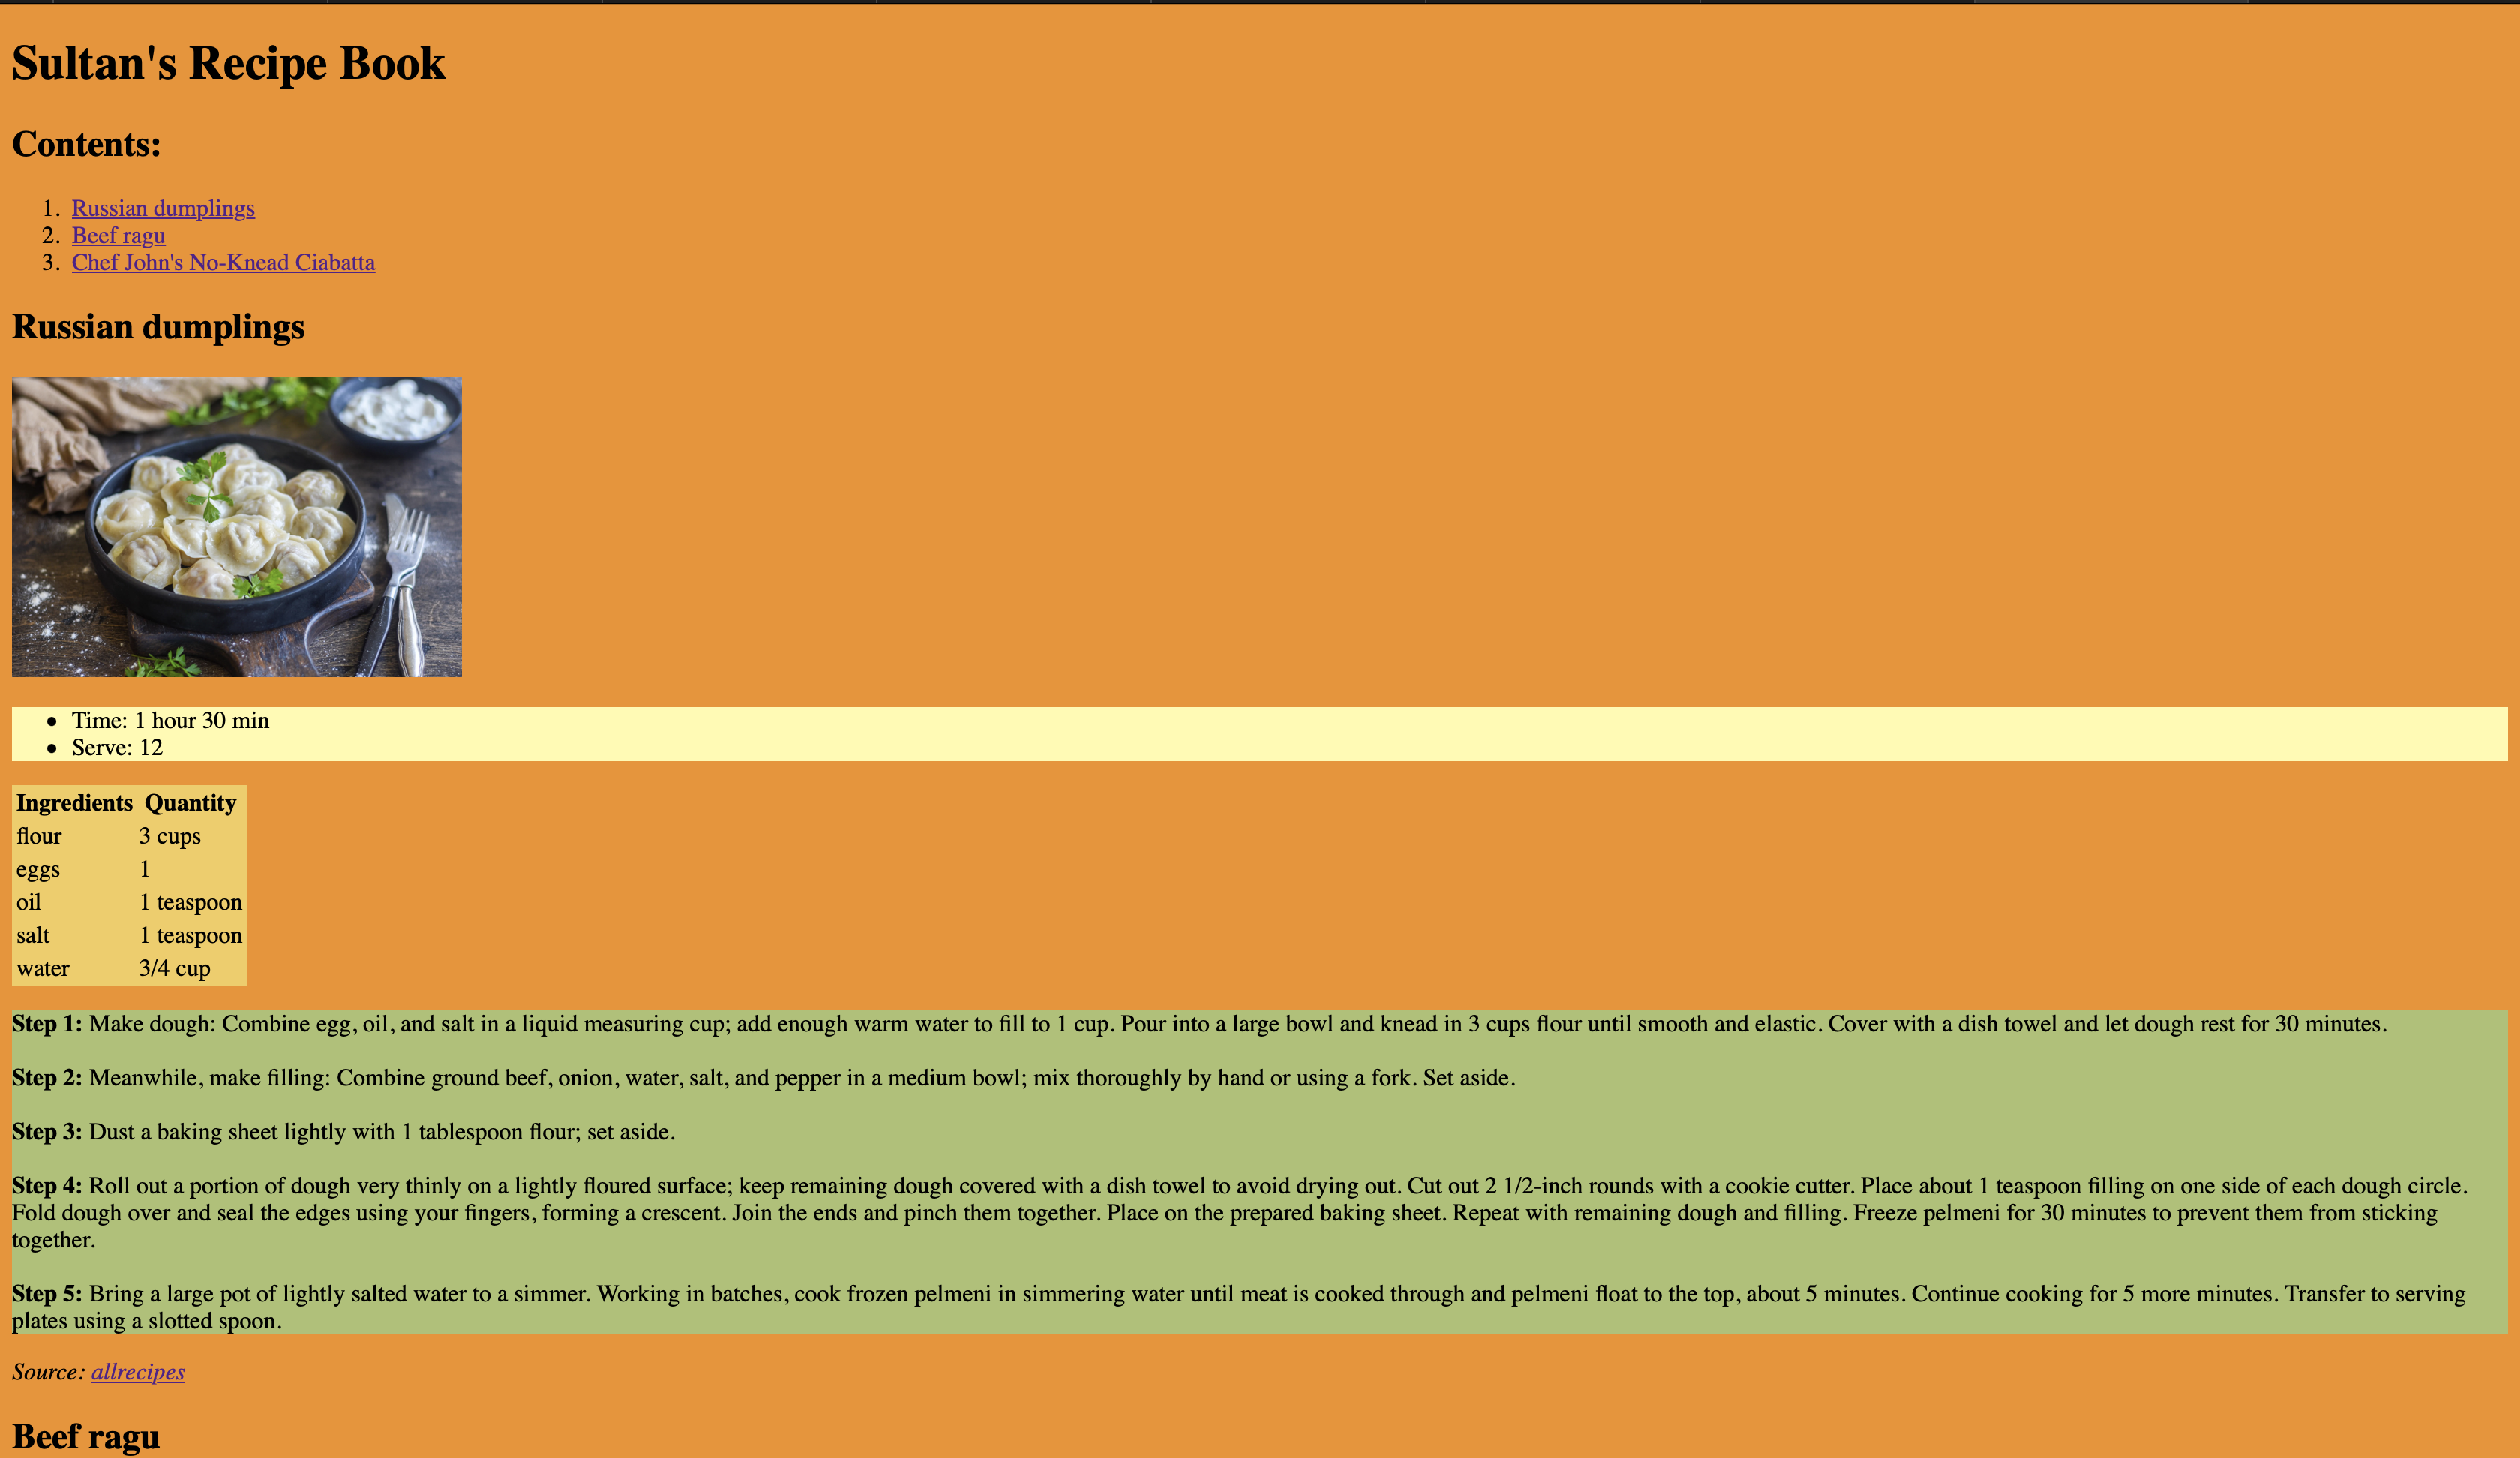 Sultan's Recipe Book
Contents:
1. Russian dumplings
2. Beef ragu
3. Chef John's No-Knead Ciabatta
Russian dumplings
• Time: 1 hour 30 min
• Serve: 12
Ingredients Quantity
flour 3 cups
eggs 1
oil 1 teaspoon
salt 1 teaspoon
water 3/4 cup
Step 1: Make dough: Combine egg, oil, and salt in a liquid measuring cup; add enough warm water to fill to 1 cup. Pour into a large bowl and knead in 3 cups flour until smooth and elastic. Cover with a dish towel and let dough rest for 30 minutes.
Step 2: Meanwhile, make filling: Combine ground beef, onion, water, salt, and pepper in a medium bowl; mix thoroughly by hand or using a fork. Set aside.
Step 3: Dust a baking sheet lightly with 1 tablespoon flour; set aside.
Step 4: Roll out a portion of dough very thinly on a lightly floured surface; keep remaining dough covered with a dish towel to avoid drying out. Cut out 2 1/2-inch rounds with a cookie cutter. Place about 1 teaspoon filling on one side of each dough circle.
Fold dough over and seal the edges using your fingers, forming a crescent. Join the ends and pinch them together. Place on the prepared baking sheet. Repeat with remaining dough and filling. Freeze pelmeni for 30 minutes to prevent them from sticking
together.
Step 5: Bring a large pot of lightly salted water to a simmer. Working in batches, cook frozen pelmeni in simmering water until meat is cooked through and pelmeni float to the top, about 5 minutes. Continue cooking for 5 more minutes. Transfer to serving
plates using a slotted spoon.
Source: allrecipes
Beef ragu